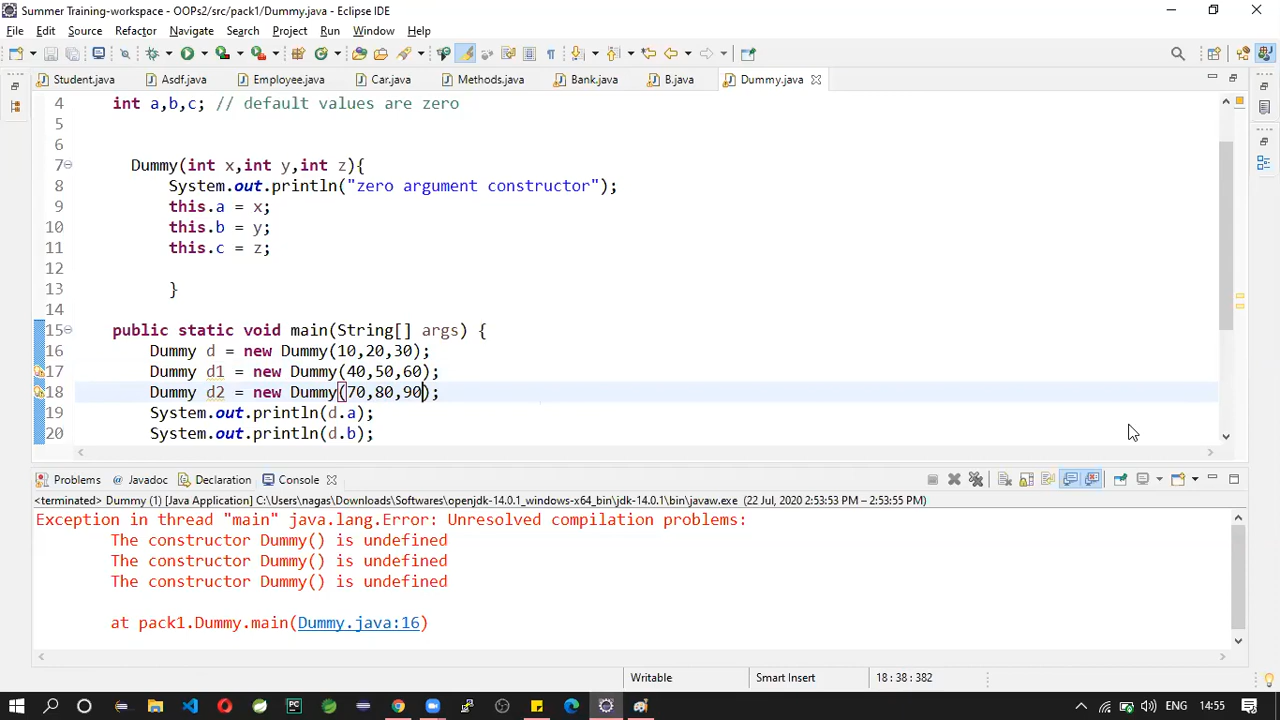 Summer Training-workspace - OOPs2/src/pack1/Dummy.java - Eclipse IDE
File Edit Source Refactor Navigate Search Project Run Window Help
Student.java Asdf.java Employee.java Car.java Methods.java Bank.java B.java Dummy.java
4 int a,b,c; // default values are zero
5
6
7 Dummy(int x,int y,int z){
8 System.out.println("zero argument constructor");
9 this.a = x;
10 this.b = y;
11 this.c = z;
12
13 }
14
15 public static void main(String[] args) {
16 Dummy d = new Dummy(10,20,30);
17 Dummy d1 = new Dummy(40,50,60);
18 Dummy d2 = new Dummy(70,80,90);
19 System.out.println(d.a);
20 System.out.println(d.b);
Problems @ Javadoc Declaration Console
<terminated> Dummy (1) [Java Application] C:\Users\nagas\Downloads\Softwares\openjdk-14.0.1_windows-x64_bin\jdk-14.0.1\bin\javaw.exe (22 Jul, 2020 2:53:53 PM – 2:53:55 PM)
Exception in thread "main" java.lang.Error: Unresolved compilation problems:
The constructor Dummy() is undefined
The constructor Dummy() is undefined
The constructor Dummy() is undefined
at pack1.Dummy.main(Dummy.java:16)
Writable Smart Insert 18 : 38 : 382
ENG 14:55